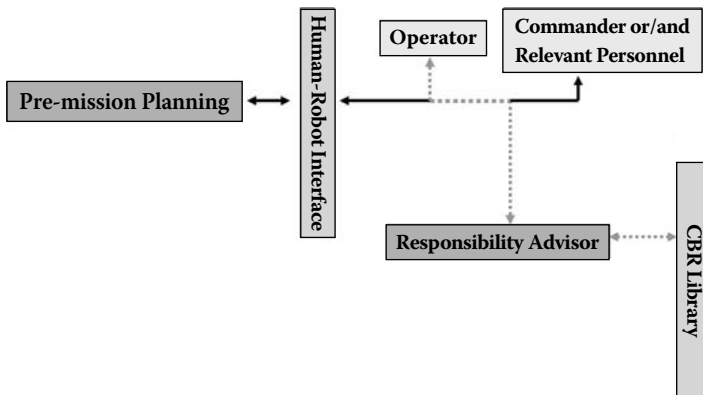 Commander or/and
Relevant Personnel
Operator
Pre-mission Planning
Human-Robot Interface
Responsibility Advisor
CBR Library